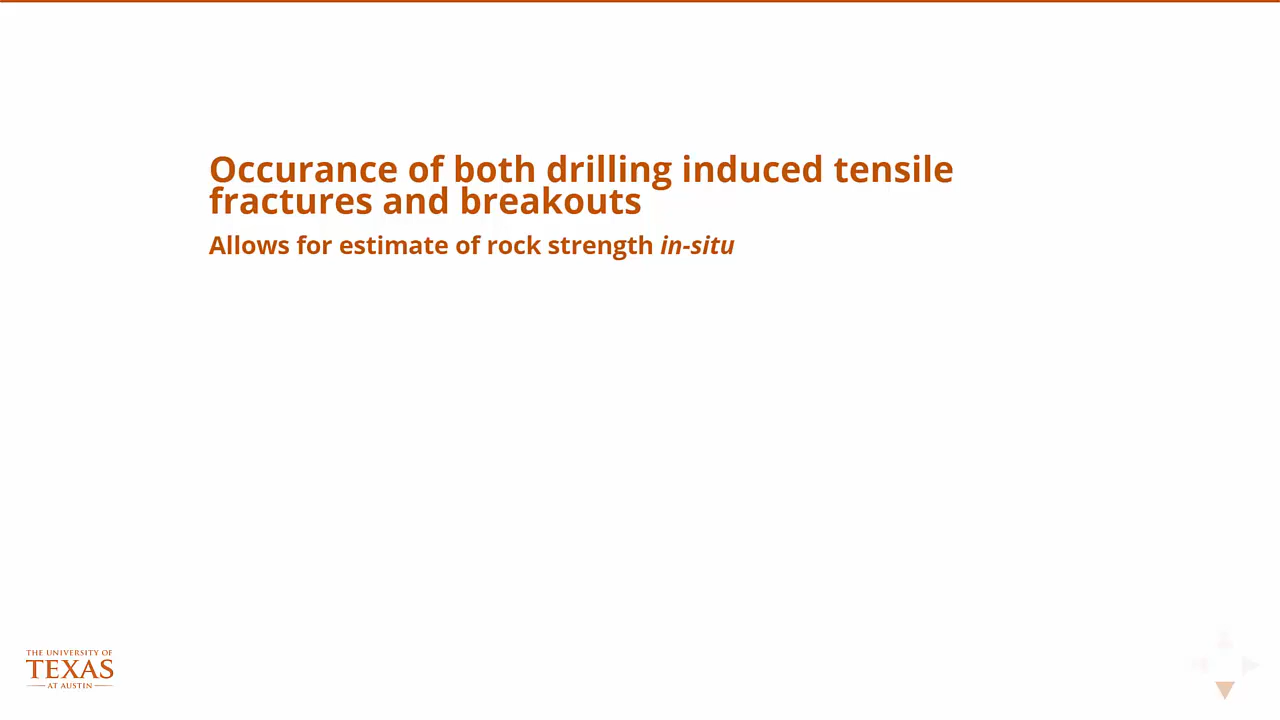 Occurance of both drilling induced tensile
fractures and breakouts
Allows for estimate of rock strength in-situ
THE UNIVERSITY OF
TEXAS
AT AUSTIN